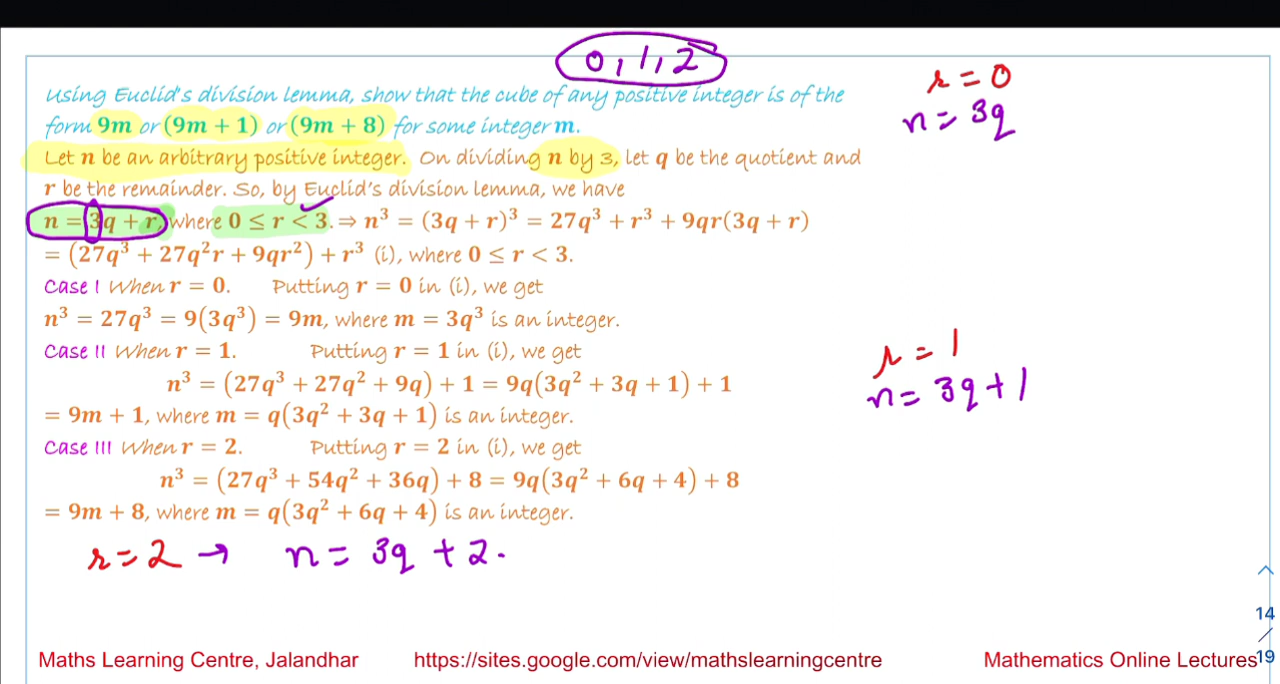 0, 1, 2
Using Euclid's division lemma, show that the cube of any positive integer is of the
form 9m or (9m + 1) or (9m + 8) for some integer m.
r = 0
n = 3q
Let n be an arbitrary positive integer. On dividing n by 3, let q be the quotient and
r be the remainder. So, by Euclid's division lemma, we have
n = 3q + r, where 0 ≤ r < 3. ⇒ n³ = (3q + r)³ = 27q³ + r³ + 9qr(3q + r)
= (27q³ + 27q²r + 9qr²) + r³ (i), where 0 ≤ r < 3.
Case I When r = 0. Putting r = 0 in (i), we get
n³ = 27q³ = 9(3q³) = 9m, where m = 3q³ is an integer.
Case II When r = 1. Putting r = 1 in (i), we get
n³ = (27q³ + 27q² + 9q) + 1 = 9q(3q² + 3q + 1) + 1
r = 1
n = 3q + 1
= 9m + 1, where m = q(3q² + 3q + 1) is an integer.
Case III When r = 2. Putting r = 2 in (i), we get
n³ = (27q³ + 54q² + 36q) + 8 = 9q(3q² + 6q + 4) + 8
= 9m + 8, where m = q(3q² + 6q + 4) is an integer.
r = 2 → n = 3q + 2.
14
/
19
Maths Learning Centre, Jalandhar https://sites.google.com/view/mathslearningcentre Mathematics Online Lectures